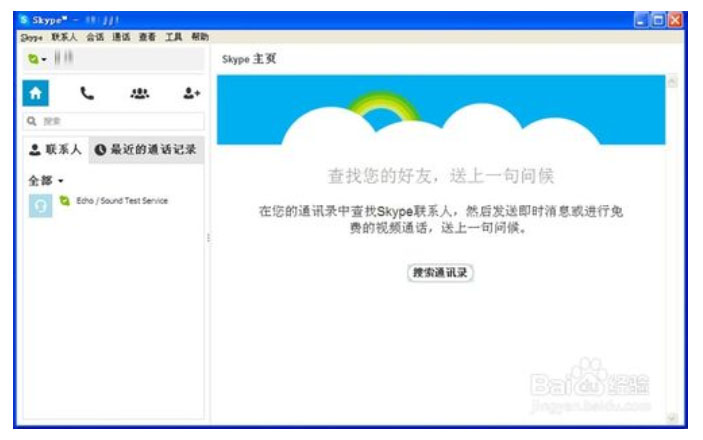 Skype™ -
Skype 联系人 会话 通话 查看 工具 帮助
Skype 主页
搜索
联系人 最近的通话记录
全部
Echo / Sound Test Service
查找您的好友，送上一句问候
在您的通讯录中查找Skype联系人，然后发送即时消息或进行免
费的视频通话，送上一句问候。
搜索通讯录
Bai 经验
jingyan.baidu.com